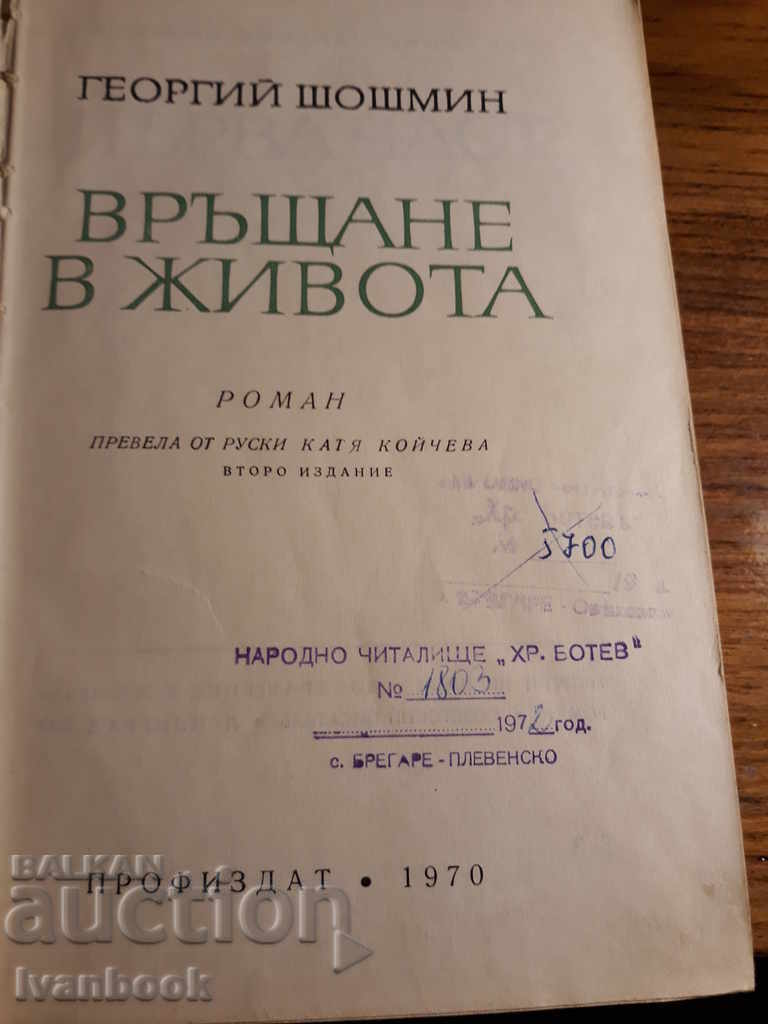 ГЕОРГИЙ ШОШМИН
ВРЪЩАНЕ
В ЖИВОТА
РОМАН
ПРЕВЕЛА ОТ РУСКИ КАТЯ КОЙЧЕВА
ВТОРО ИЗДАНИЕ
5700
НАРОДНО ЧИТАЛИЩЕ „ХР. БОТЕВ"
№ 1803
1972 год.
с. БРЕГАРЕ - ПЛЕВЕНСКО
ПРОФИЗДАТ • 1970
BALKAN
auction
Ivanbook